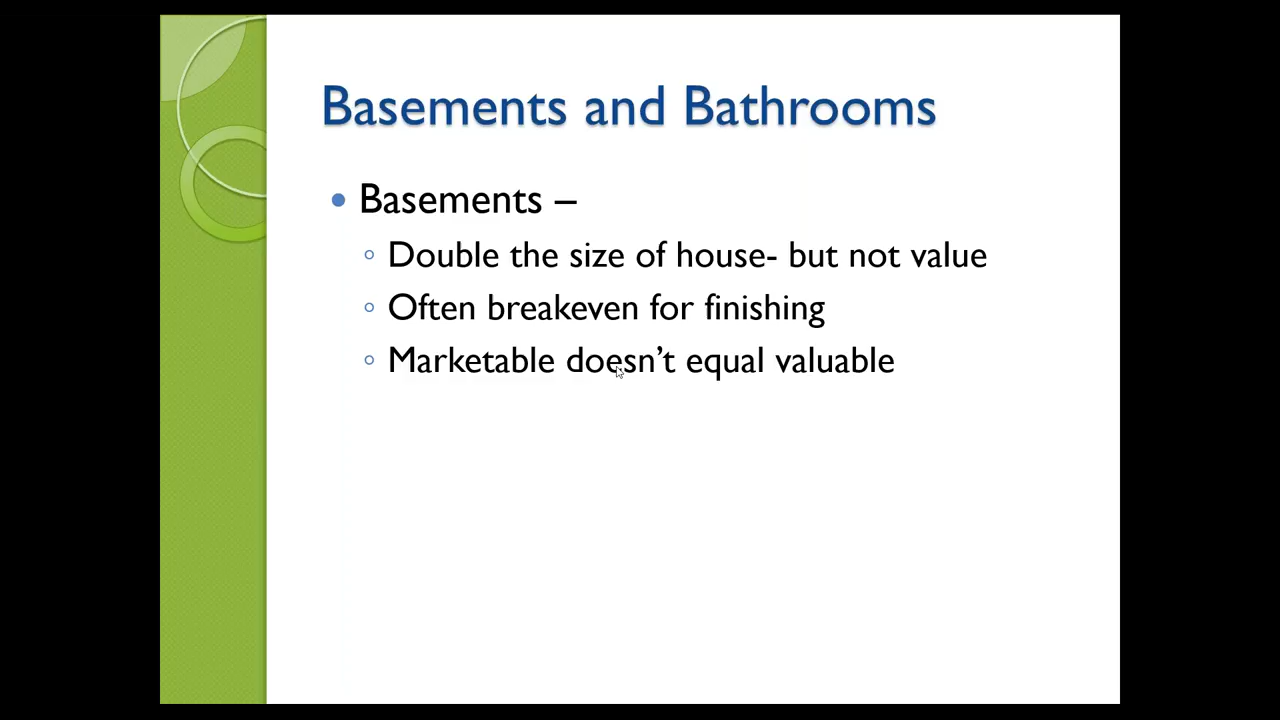 Basements and Bathrooms
• Basements –
◦ Double the size of house- but not value
◦ Often breakeven for finishing
◦ Marketable doesn’t equal valuable